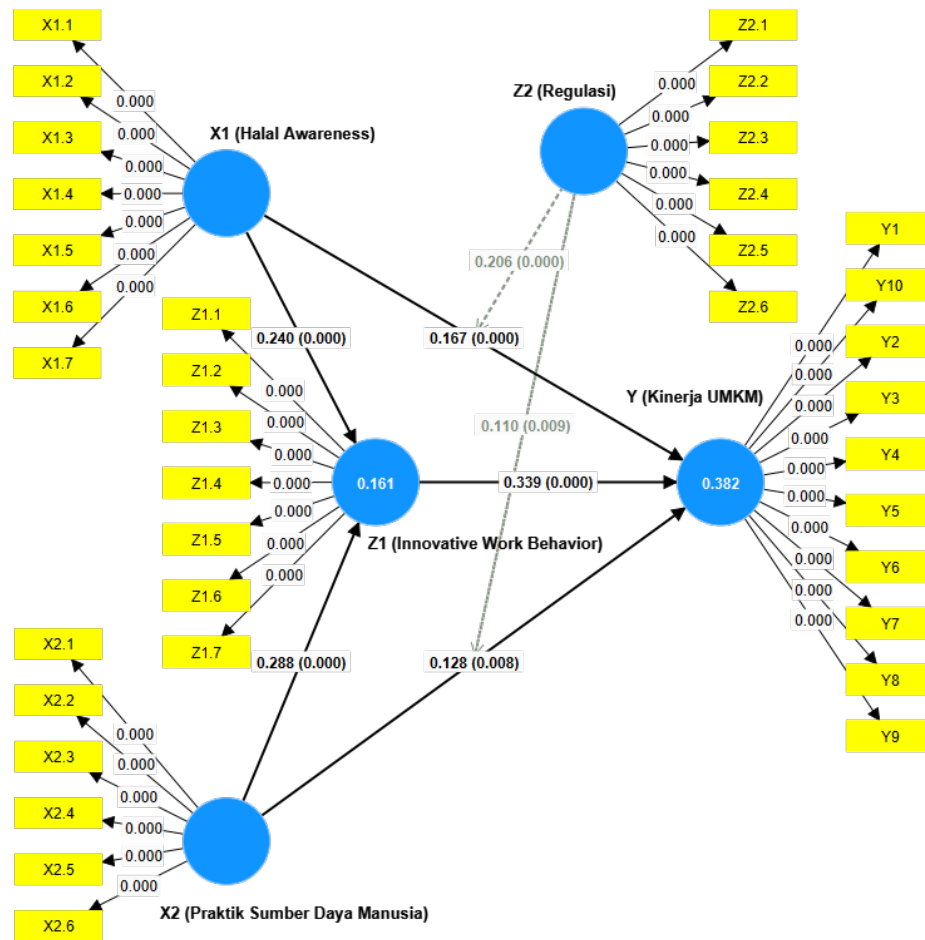 X1.1
X1.2
X1.3
X1.4
X1.5
X1.6
X1.7
0.000
0.000
0.000
0.000
0.000
0.000
0.000
X1 (Halal Awareness)
Z2 (Regulasi)
Z2.1
Z2.2
Z2.3
Z2.4
Z2.5
Z2.6
0.000
0.000
0.000
0.000
0.000
0.000
0.206 (0.000)
0.240 (0.000)
0.167 (0.000)
0.110 (0.009)
Z1.1
Z1.2
Z1.3
Z1.4
Z1.5
Z1.6
Z1.7
0.000
0.000
0.000
0.000
0.000
0.000
0.000
0.161
Z1 (Innovative Work Behavior)
0.339 (0.000)
Y (Kinerja UMKM)
0.382
Y1
Y10
Y2
Y3
Y4
Y5
Y6
Y7
Y8
Y9
0.000
0.000
0.000
0.000
0.000
0.000
0.000
0.000
0.000
0.000
0.288 (0.000)
0.128 (0.008)
X2.1
X2.2
X2.3
X2.4
X2.5
X2.6
0.000
0.000
0.000
0.000
0.000
0.000
X2 (Praktik Sumber Daya Manusia)